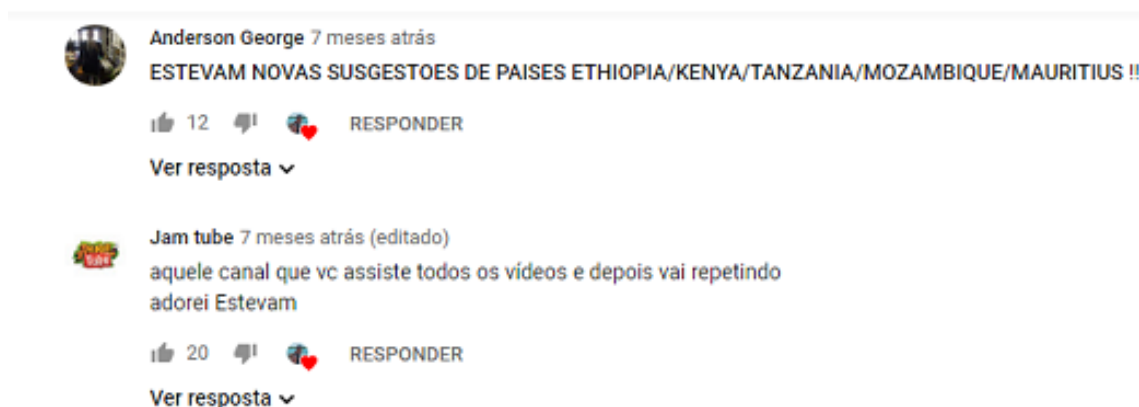 Anderson George 7 meses atrás
ESTEVAM NOVAS SUSGESTOES DE PAISES ETHIOPIA/KENYA/TANZANIA/MOZAMBIQUE/MAURITIUS !!
12 RESPONDER
Ver resposta
Jam tube 7 meses atrás (editado)
aquele canal que vc assiste todos os vídeos e depois vai repetindo
adorei Estevam
20 RESPONDER
Ver resposta